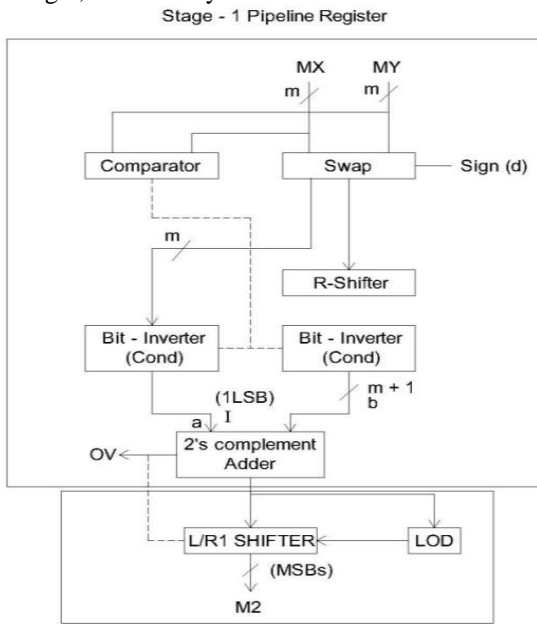 Stage - 1 Pipeline Register
MX MY
m m
Comparator Swap Sign (d)
m
R-Shifter
Bit - Inverter Bit - Inverter
(Cond) (Cond)
(1LSB) m + 1
a I b
OV 2's complement
Adder
L/R1 SHIFTER LOD
(MSBs)
M2